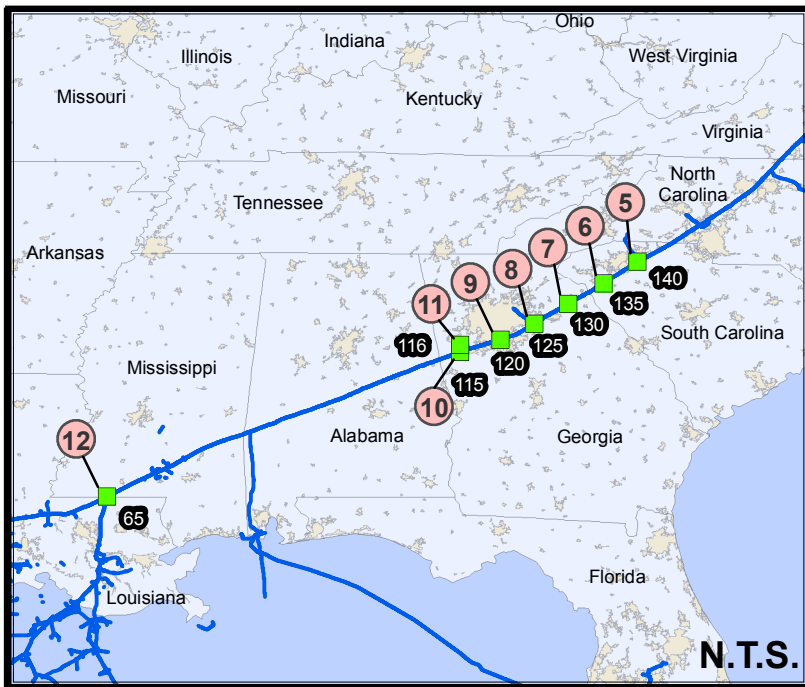 Ohio
Indiana
Illinois
West Virginia
Missouri
Kentucky
Virginia
North
Carolina
Tennessee
5
6
7
Arkansas
8
9
140
11
135
130
South Carolina
125
116
120
Mississippi
115
10
Alabama
Georgia
12
65
Florida
Louisiana
N.T.S.